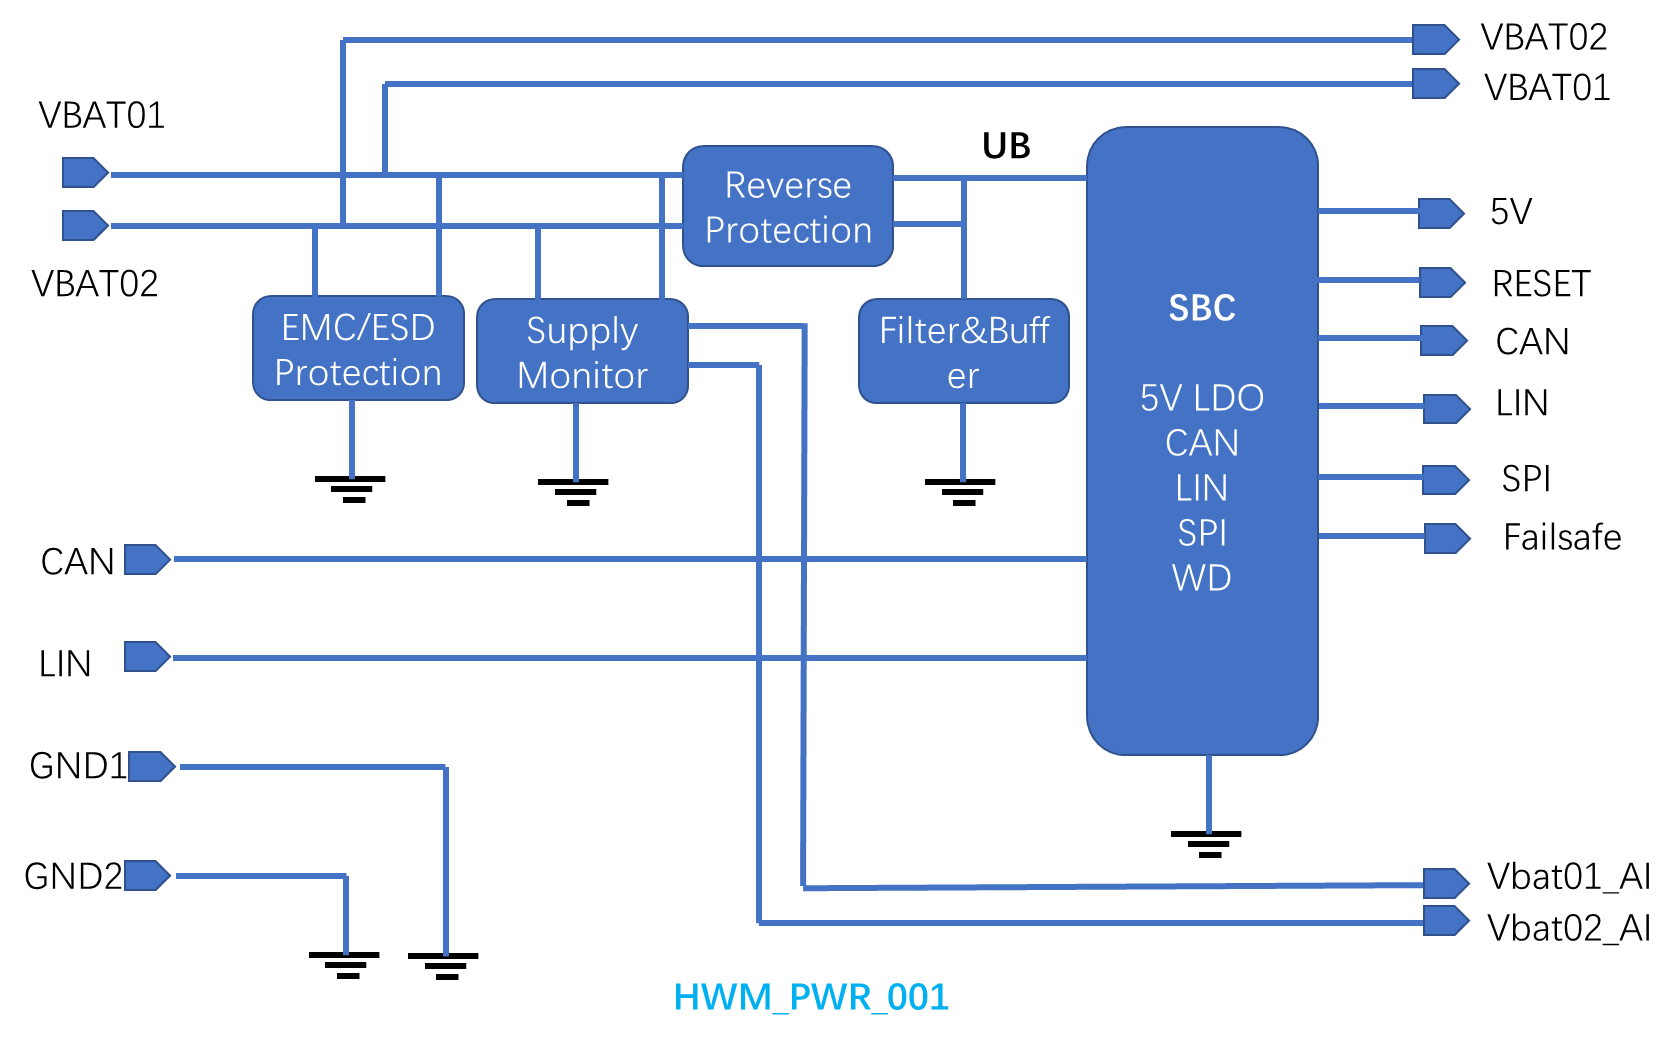 VBAT02
VBAT01
VBAT01
VBAT02
Reverse
Protection
UB
EMC/ESD
Protection
Supply
Monitor
Filter&Buff
er
SBC
5V LDO
CAN
LIN
SPI
WD
5V
RESET
CAN
LIN
SPI
Failsafe
CAN
LIN
GND1
GND2
Vbat01_AI
Vbat02_AI
HWM_PWR_001